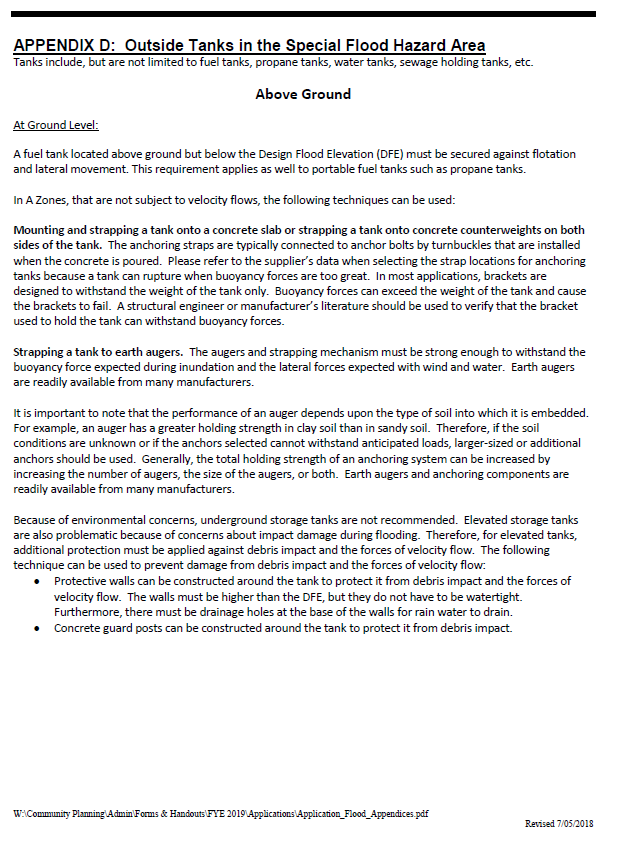 APPENDIX D:  Outside Tanks in the Special Flood Hazard Area
Tanks include, but are not limited to fuel tanks, propane tanks, water tanks, sewage holding tanks, etc.
Above Ground
At Ground Level:
A fuel tank located above ground but below the Design Flood Elevation (DFE) must be secured against flotation
and lateral movement. This requirement applies as well to portable fuel tanks such as propane tanks.
In A Zones, that are not subject to velocity flows, the following techniques can be used:
Mounting and strapping a tank onto a concrete slab or strapping a tank onto concrete counterweights on both
sides of the tank.  The anchoring straps are typically connected to anchor bolts by turnbuckles that are installed
when the concrete is poured.  Please refer to the supplier's data when selecting the strap locations for anchoring
tanks because a tank can rupture when buoyancy forces are too great.  In most applications, brackets are
designed to withstand the weight of the tank only.  Buoyancy forces can exceed the weight of the tank and cause
the brackets to fail.  A structural engineer or manufacturer's literature should be used to verify that the bracket
used to hold the tank can withstand buoyancy forces.
Strapping a tank to earth augers.  The augers and strapping mechanism must be strong enough to withstand the
buoyancy force expected during inundation and the lateral forces expected with wind and water.  Earth augers
are readily available from many manufacturers.
It is important to note that the performance of an auger depends upon the type of soil into which it is embedded.
For example, an auger has a greater holding strength in clay soil than in sandy soil.  Therefore, if the soil
conditions are unknown or if the anchors selected cannot withstand anticipated loads, larger-sized or additional
anchors should be used.  Generally, the total holding strength of an anchoring system can be increased by
increasing the number of augers, the size of the augers, or both.  Earth augers and anchoring components are
readily available from many manufacturers.
Because of environmental concerns, underground storage tanks are not recommended.  Elevated storage tanks
are also problematic because of concerns about impact damage during flooding.  Therefore, for elevated tanks,
additional protection must be applied against debris impact and the forces of velocity flow.  The following
technique can be used to prevent damage from debris impact and the forces of velocity flow:
• Protective walls can be constructed around the tank to protect it from debris impact and the forces of
velocity flow.  The walls must be higher than the DFE, but they do not have to be watertight.
Furthermore, there must be drainage holes at the base of the walls for rain water to drain.
• Concrete guard posts can be constructed around the tank to protect it from debris impact.
W:\Community Planning\Admin\Forms & Handouts\FYE 2019\Applications\Application_Flood_Appendices.pdf
Revised 7/05/2018